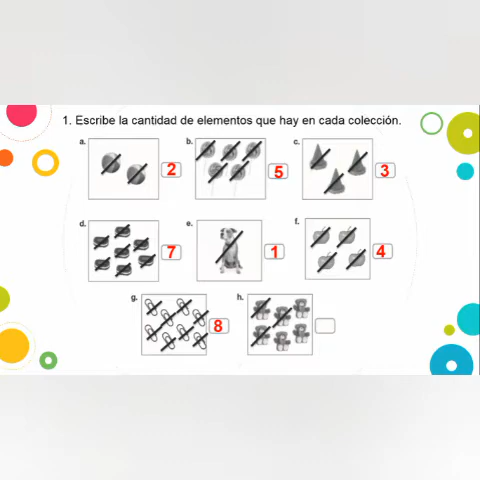 1. Escribe la cantidad de elementos que hay en cada colección.
a. 2 b. 5 c. 3
d. 7 e. 1 f. 4
g. 8 h.